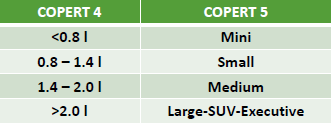 COPERT 4 COPERT 5
<0.8 l Mini
0.8 – 1.4 l Small
1.4 – 2.0 l Medium
>2.0 l Large-SUV-Executive